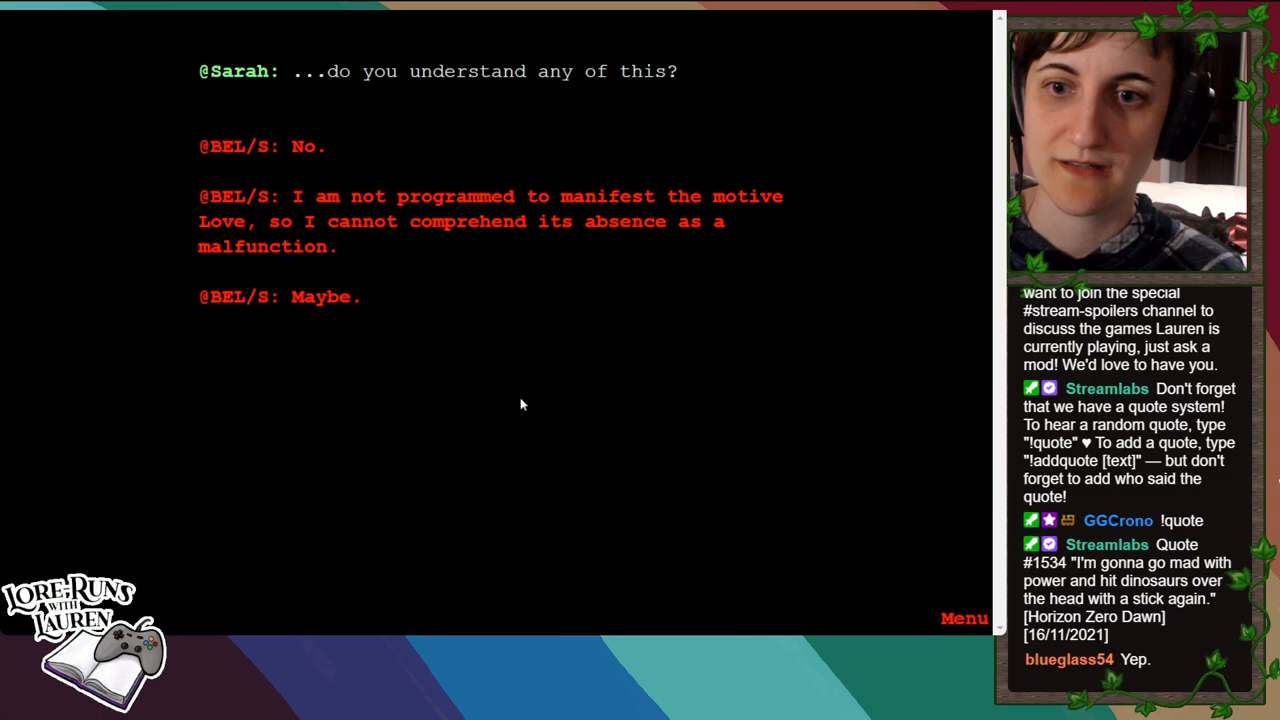 @Sarah: ...do you understand any of this?
@BEL/S: No.
@BEL/S: I am not programmed to manifest the motive
Love, so I cannot comprehend its absence as a
malfunction.
@BEL/S: Maybe.
Menu
LORE-RUNS
WITH
LAUREN
want to join the special
#stream-spoilers channel to
discuss the games Lauren is
currently playing, just ask a
mod! We'd love to have you.
Streamlabs Don't forget
that we have a quote system!
To hear a random quote, type
"!quote" ♥ To add a quote, type
"!addquote [text]" — but don't
forget to add who said the
quote!
GGCrono !quote
Streamlabs Quote
#1534 "I'm gonna go mad with
power and hit dinosaurs over
the head with a stick again."
[Horizon Zero Dawn]
[16/11/2021]
blueglass54 Yep.